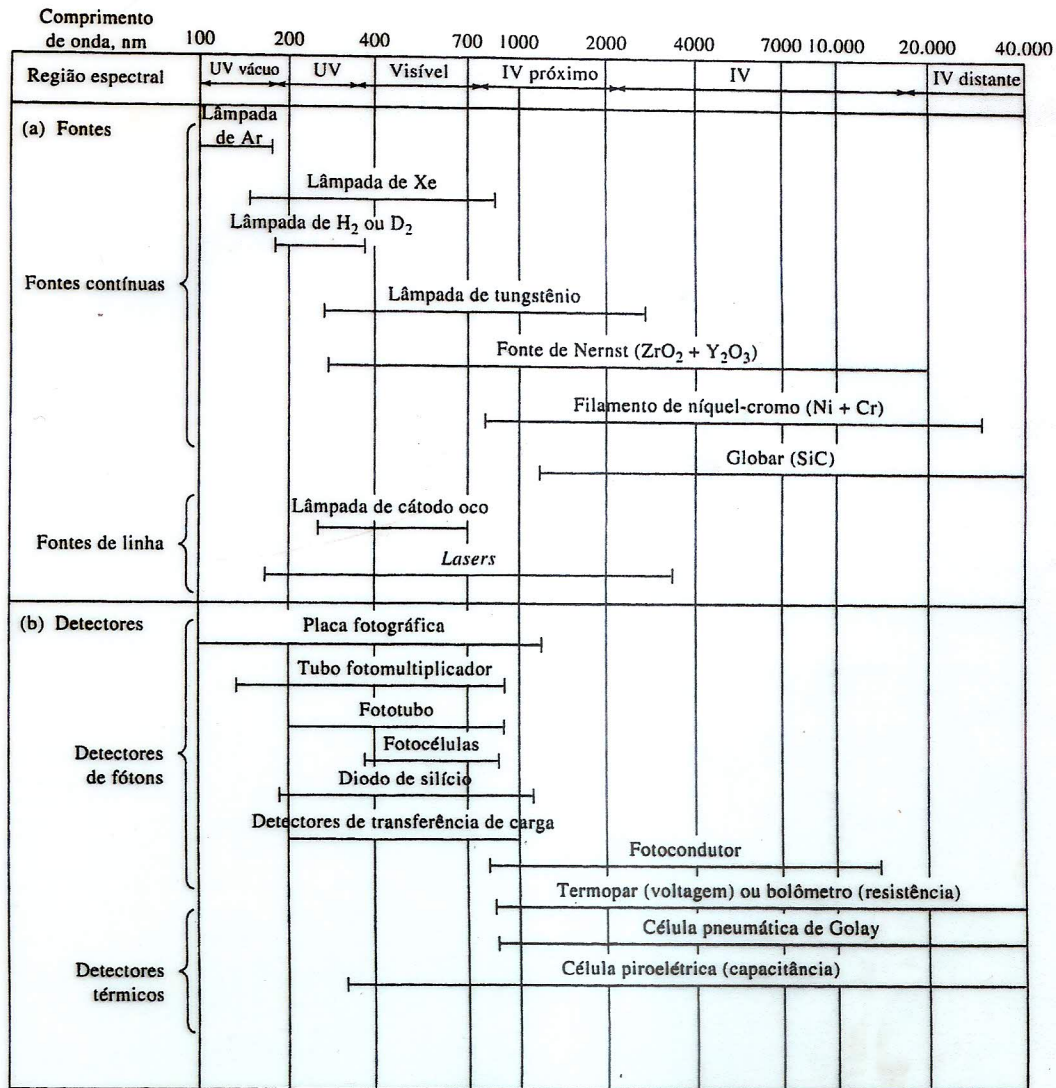 Comprimento
de onda, nm 100 200 400 700 1000 2000 4000 7000 10.000 20.000 40.000
Região espectral UV vácuo UV Visível IV próximo IV IV distante
(a) Fontes
Lâmpada
de Ar
Lâmpada de Xe
Lâmpada de H₂ ou D₂
Fontes contínuas
Lâmpada de tungstênio
Fonte de Nernst (ZrO₂ + Y₂O₃)
Filamento de níquel-cromo (Ni + Cr)
Globar (SiC)
Lâmpada de cátodo oco
Fontes de linha
Lasers
(b) Detectores
Placa fotográfica
Tubo fotomultiplicador
Fototubo
Fotocélulas
Detectores
de fótons
Diodo de silício
Detectores de transferência de carga
Fotocondutor
Termopar (voltagem) ou bolômetro (resistência)
Célula pneumática de Golay
Detectores
térmicos
Célula piroelétrica (capacitância)